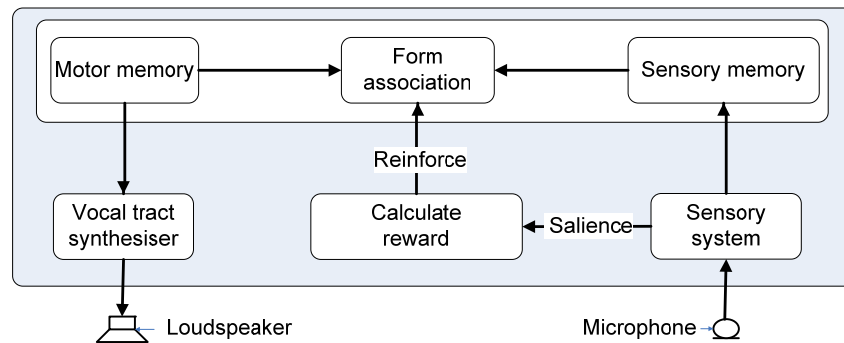 Motor memory
Form
association
Sensory memory
Reinforce
Vocal tract
synthesiser
Calculate
reward
Salience
Sensory
system
Loudspeaker
Microphone